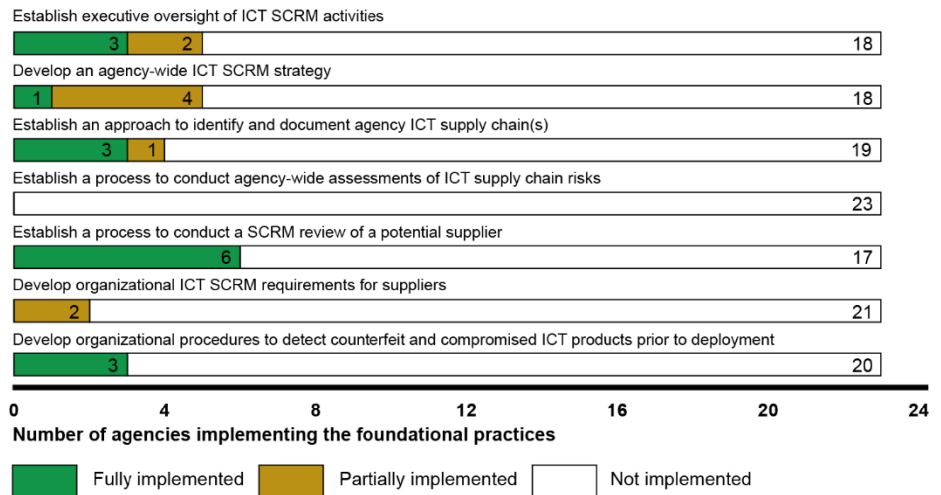 Establish executive oversight of ICT SCRM activities
3 2 18
Develop an agency-wide ICT SCRM strategy
1 4 18
Establish an approach to identify and document agency ICT supply chain(s)
3 1 19
Establish a process to conduct agency-wide assessments of ICT supply chain risks
23
Establish a process to conduct a SCRM review of a potential supplier
6 17
Develop organizational ICT SCRM requirements for suppliers
2 21
Develop organizational procedures to detect counterfeit and compromised ICT products prior to deployment
3 20
0 4 8 12 16 20 24
Number of agencies implementing the foundational practices
Fully implemented Partially implemented Not implemented